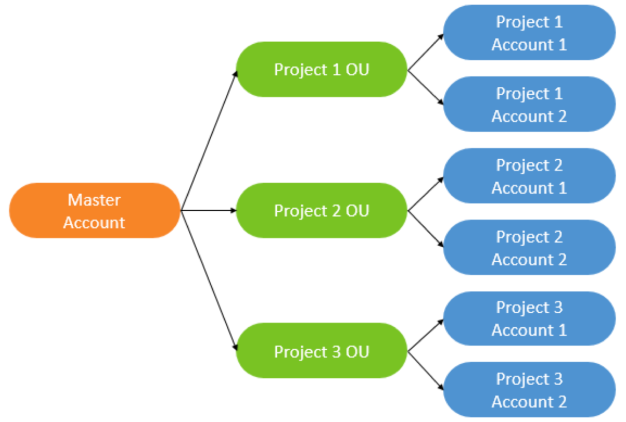 Master
Account
Project 1 OU
Project 2 OU
Project 3 OU
Project 1
Account 1
Project 1
Account 2
Project 2
Account 1
Project 2
Account 2
Project 3
Account 1
Project 3
Account 2